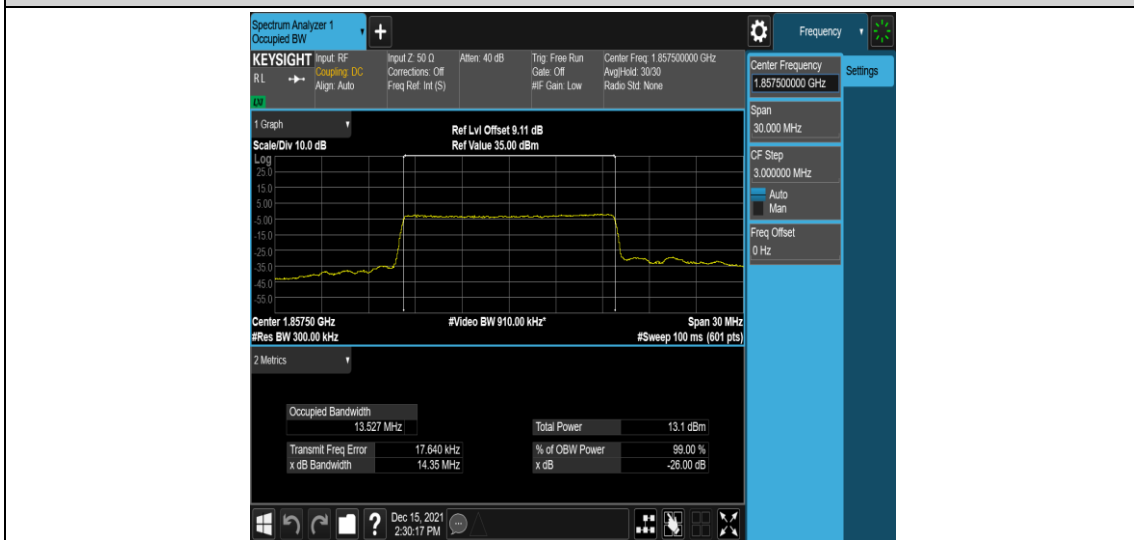 Spectrum Analyzer 1
Occupied BW
+
Frequency
KEYSIGHT
RL
Input: RF
Coupling: DC
Align: Auto
Input Z: 50 Ω
Corrections: Off
Freq Ref: Int (S)
Atten: 40 dB
Trig: Free Run
Gate: Off
#IF Gain: Low
Center Freq: 1.857500000 GHz
Avg|Hold: 30/30
Radio Std: None
Center Frequency
1.857500000 GHz
Settings
Span
30.000 MHz
CF Step
3.000000 MHz
Auto
Man
Freq Offset
0 Hz
1 Graph
Scale/Div 10.0 dB
Ref Lvl Offset 9.11 dB
Ref Value 35.00 dBm
Log
25.0
15.0
5.00
-5.00
-15.0
-25.0
-35.0
-45.0
-55.0
Center 1.85750 GHz
#Res BW 300.00 kHz
#Video BW 910.00 kHz*
Span 30 MHz
#Sweep 100 ms (601 pts)
2 Metrics
Occupied Bandwidth
13.527 MHz
Transmit Freq Error 17.640 kHz
x dB Bandwidth 14.35 MHz
Total Power 13.1 dBm
% of OBW Power 99.00 %
x dB -26.00 dB
?
Dec 15, 2021
2:30:17 PM